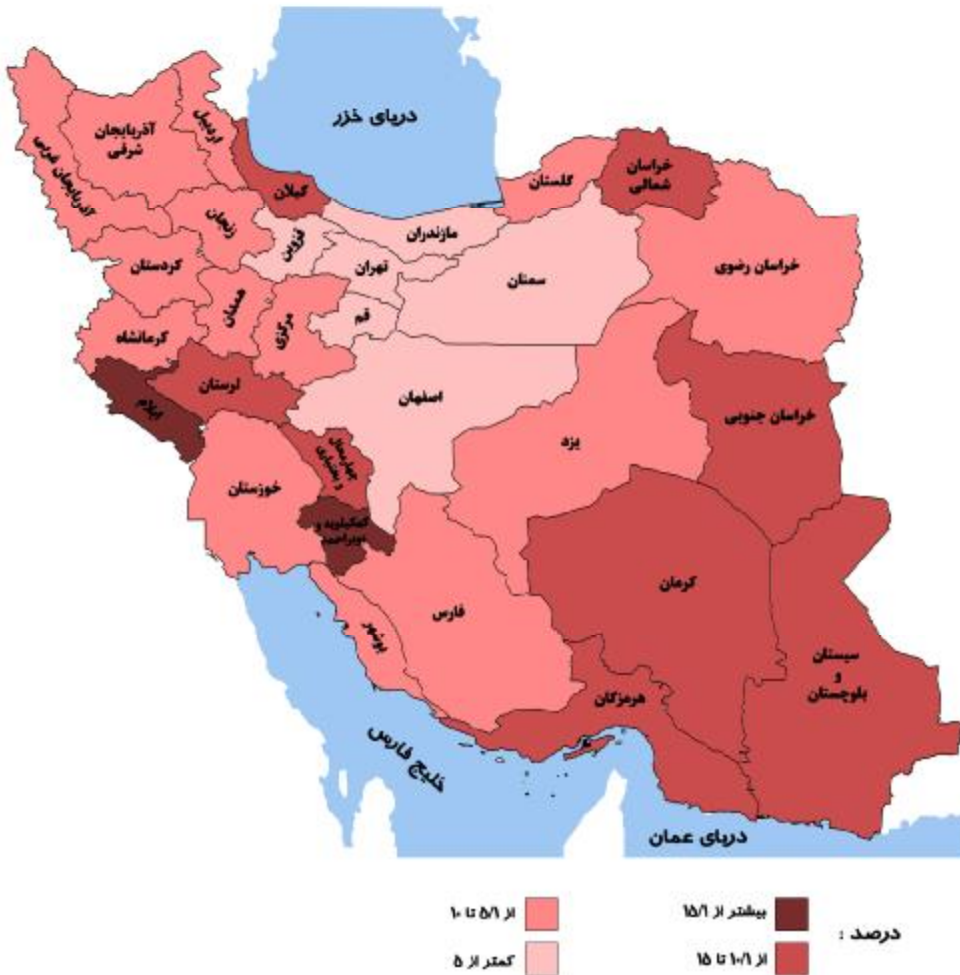 دریای خزر
آذربایجان
شرقی
اردبیل
آذربایجان غربی
گیلان
گلستان
خراسان
شمالی
زنجان
قزوین
مازندران
تهران
سمنان
خراسان رضوی
کردستان
همدان
مرکزی
قم
کرمانشاه
ایلام
لرستان
اصفهان
خراسان جنوبی
یزد
چهارمحال
و بختیاری
خوزستان
کهکیلویه و
بویراحمد
کرمان
فارس
بوشهر
سیستان
و
بلوچستان
هرمزگان
خلیج فارس
دریای عمان
درصد :
بیشتر از ۱۵/۱
از ۵/۱ تا ۱۰
از ۱۰/۱ تا ۱۵
کمتر از ۵